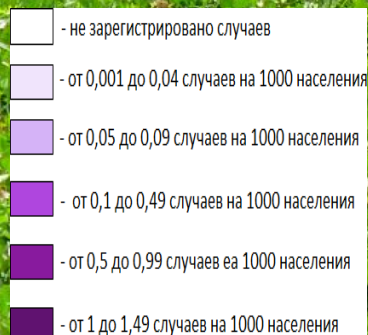 - не зарегистрировано случаев
- от 0,001 до 0,04 случаев на 1000 населения
- от 0,05 до 0,09 случаев на 1000 населения
- от 0,1 до 0,49 случаев на 1000 населения
- от 0,5 до 0,99 случаев еа 1000 населения
- от 1 до 1,49 случаев на 1000 населения